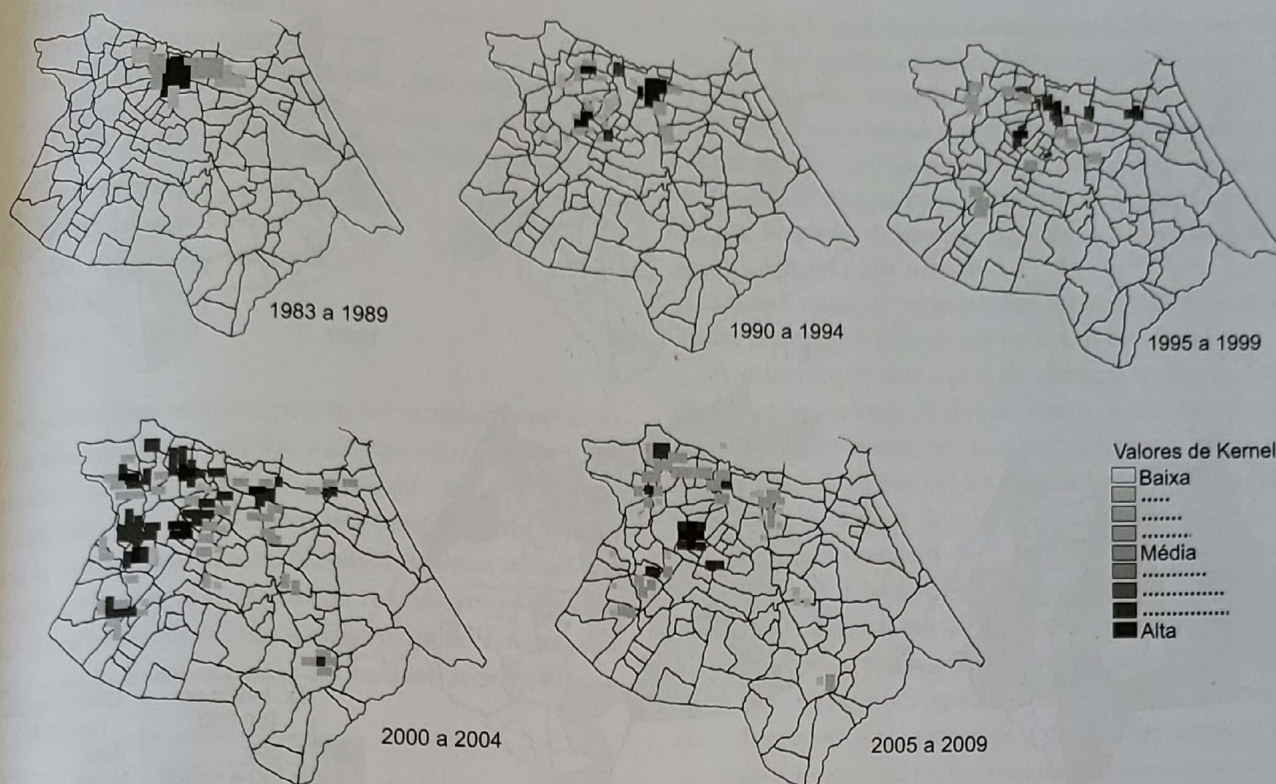 1983 a 1989
1990 a 1994
1995 a 1999
2000 a 2004
2005 a 2009
Valores de Kernel
Baixa
.....
.......
.........
Média
...........
..............
...............
Alta